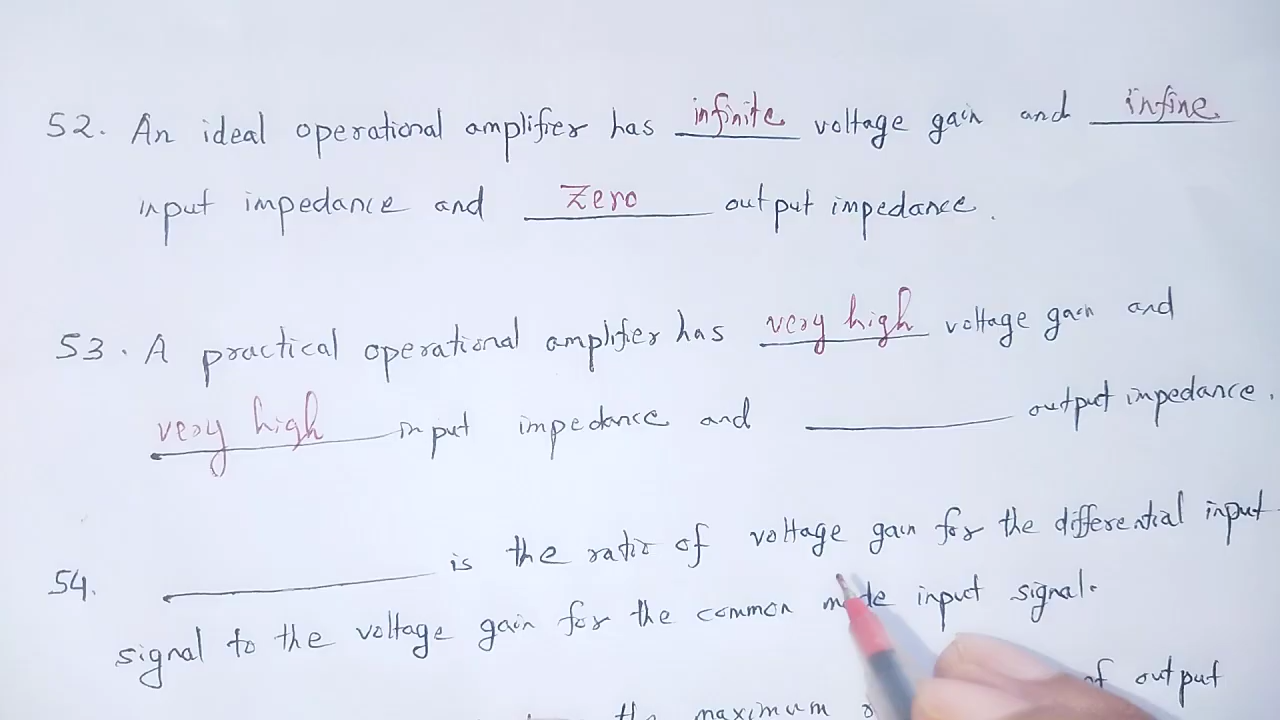 52. An ideal operational amplifier has infinite voltage gain and infine
input impedance and zero output impedance.
53. A practical operational amplifier has very high voltage gain and
very high input impedance and __________ output impedance.
54. __________ is the ratio of voltage gain for the differential input
signal to the voltage gain for the common mode input signal.
the maximum of output